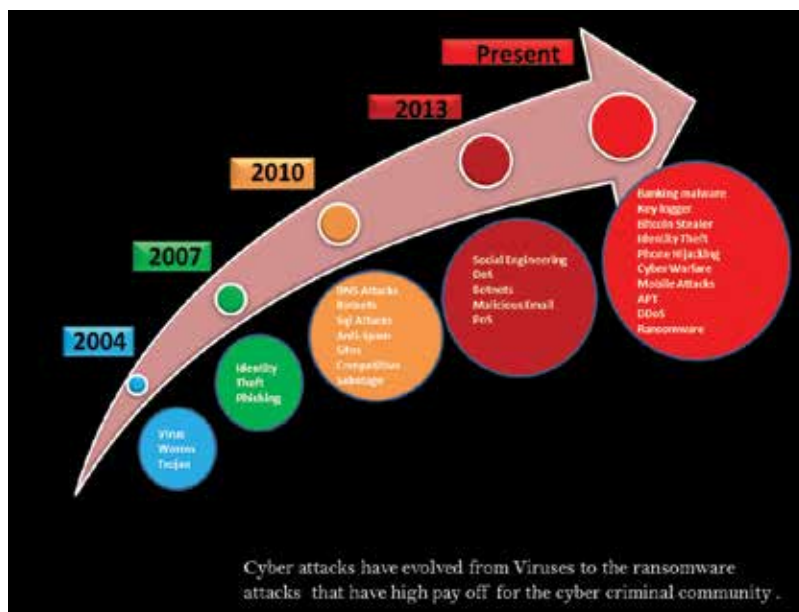 Present
2013
2010
2007
2004
Banking malware
Key logger
Bitcoin Stealer
Identity Theft
Phone Hijacking
Cyber Warfare
Mobile Attacks
APT
DDoS
Ransomware
Social Engineering
DoS
Botnets
Malicious Email
PoS
DNS Attacks
Botnets
Sql Attacks
Anti-Spam
Sites
Competitive
Sabotage
Identity
Theft
Phishing
Virus
Worms
Trojan
Cyber attacks have evolved from Viruses to the ransomware
attacks that have high pay off for the cyber criminal community .